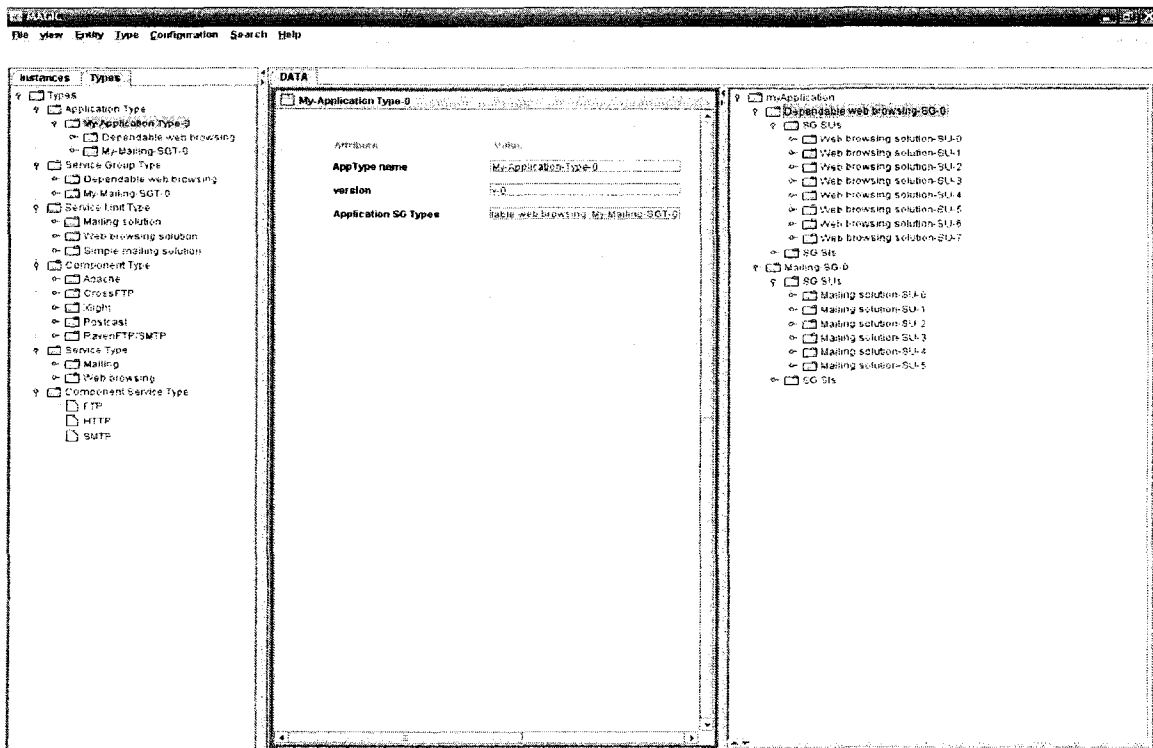 MAGIC
File view Entity Type Configuration Search Help
Instances Types
Types
Application Type
My-Application Type-0
Dependable web browsing
My-Mailing-SGT-0
Service Group Type
Dependable web browsing
My-Mailing-SGT-0
Service Unit Type
Mailing solution
Web browsing solution
Simple mailing solution
Component Type
Apache
CrossFTP
Xlight
Postcast
RavenFTP/SMTP
Service Type
Mailing
Web browsing
Component Service Type
FTP
HTTP
SMTP
DATA
My-Application Type-0
Attribute Value
AppType name My-Application-Type-0
version v-0
Application SG Types table web browsing, My-Mailing-SGT-0
myApplication
Dependable web browsing-SG-0
SG SUs
Web browsing solution-SU-0
Web browsing solution-SU-1
Web browsing solution-SU-2
Web browsing solution-SU-3
Web browsing solution-SU-4
Web browsing solution-SU-5
Web browsing solution-SU-6
Web browsing solution-SU-7
SG SIs
Mailing-SG-0
SG SUs
Mailing solution-SU-0
Mailing solution-SU-1
Mailing solution-SU-2
Mailing solution-SU-3
Mailing solution-SU-4
Mailing solution-SU-5
SG SIs